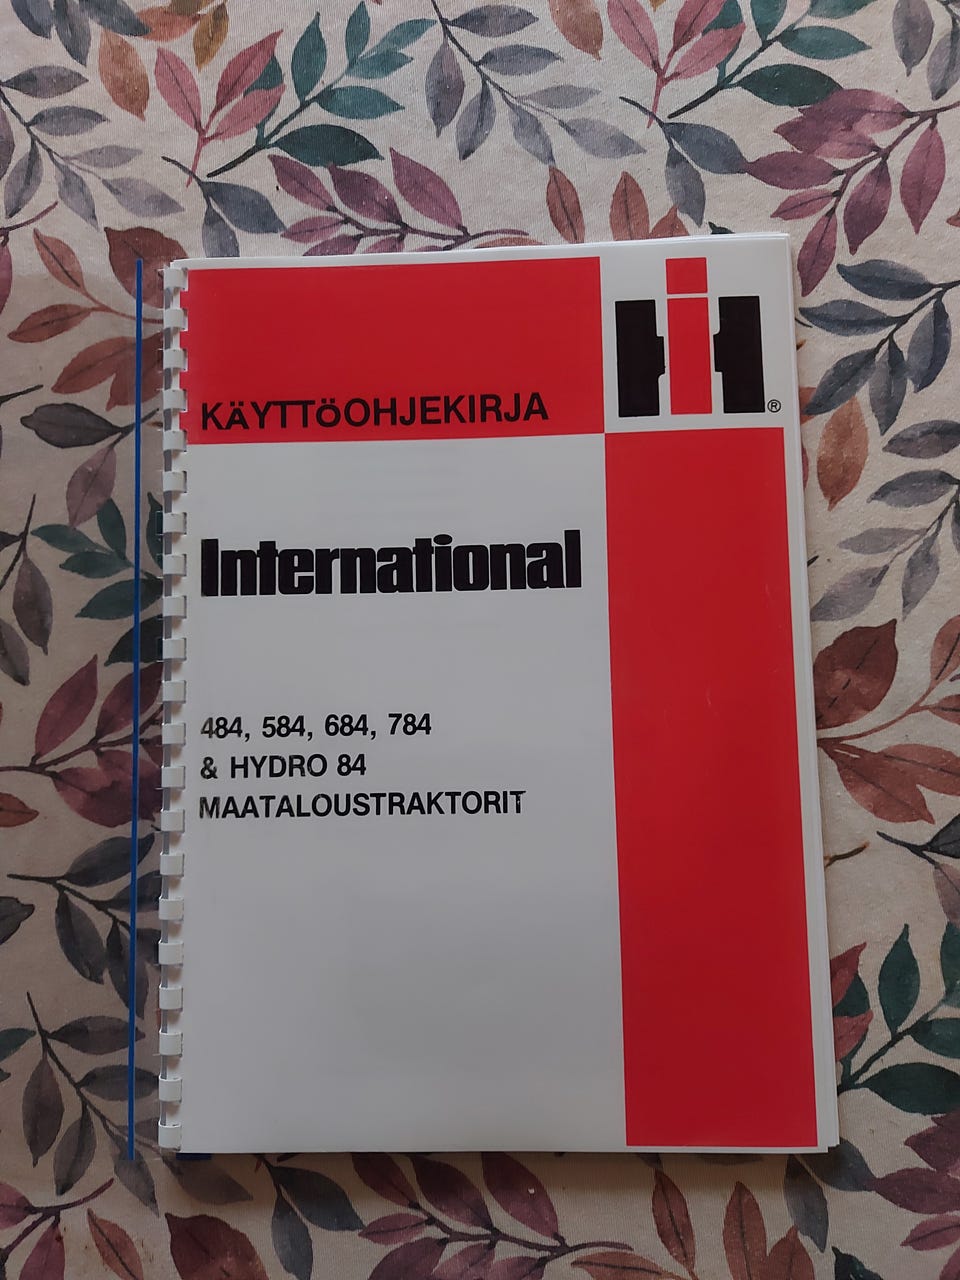 KÄYTTöOHJEKIRJA
®
International
484, 584, 684, 784
& HYDRO 84
MAATALOUSTRAKTORIT